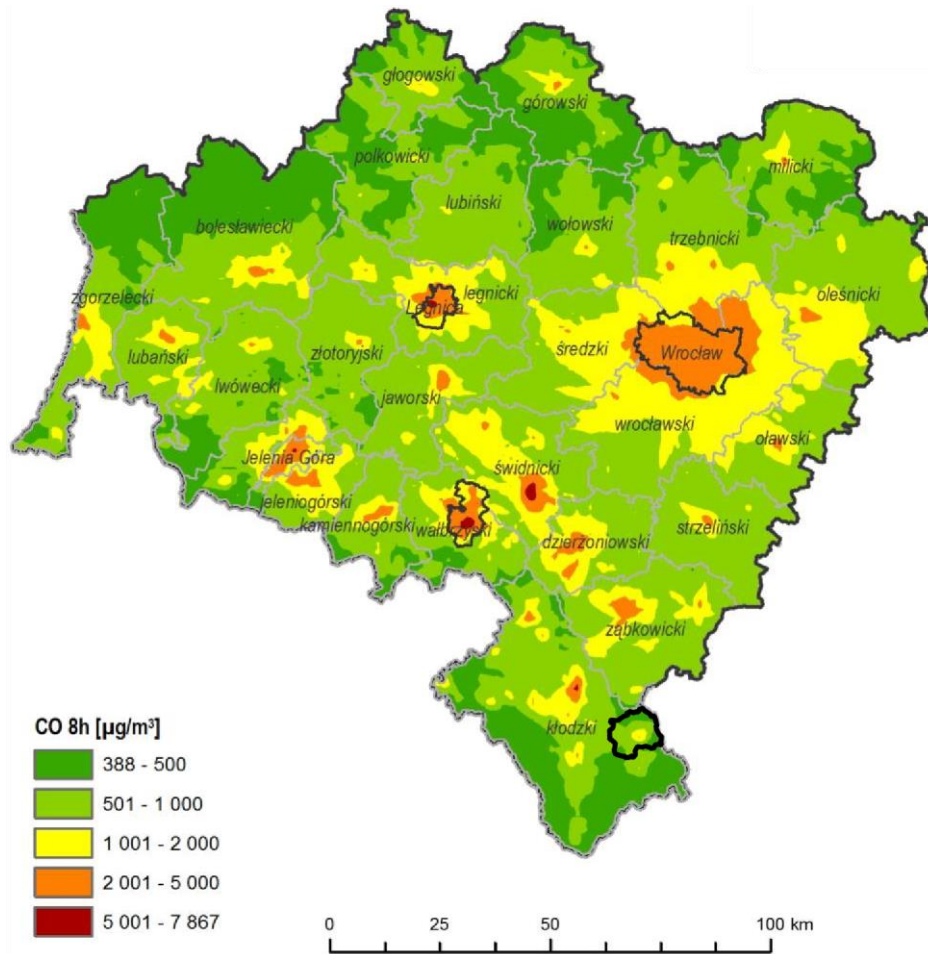 głogowski
górowski
polkowicki
milicki
lubiński
bolesławiecki
wołowski
trzebnicki
zgorzelecki
legnicki
oleśnicki
Legnica
lubański
złotoryjski
średzki
Wrocław
lwówecki
jaworski
wrocławski
oławski
Jelenia Góra
świdnicki
jeleniogórski
kamiennogórski
wałbrzyski
strzeliński
dzierżoniowski
ząbkowicki
kłodzki
CO 8h [µg/m³]
388 - 500
501 - 1 000
1 001 - 2 000
2 001 - 5 000
5 001 - 7 867
0 25 50 100 km